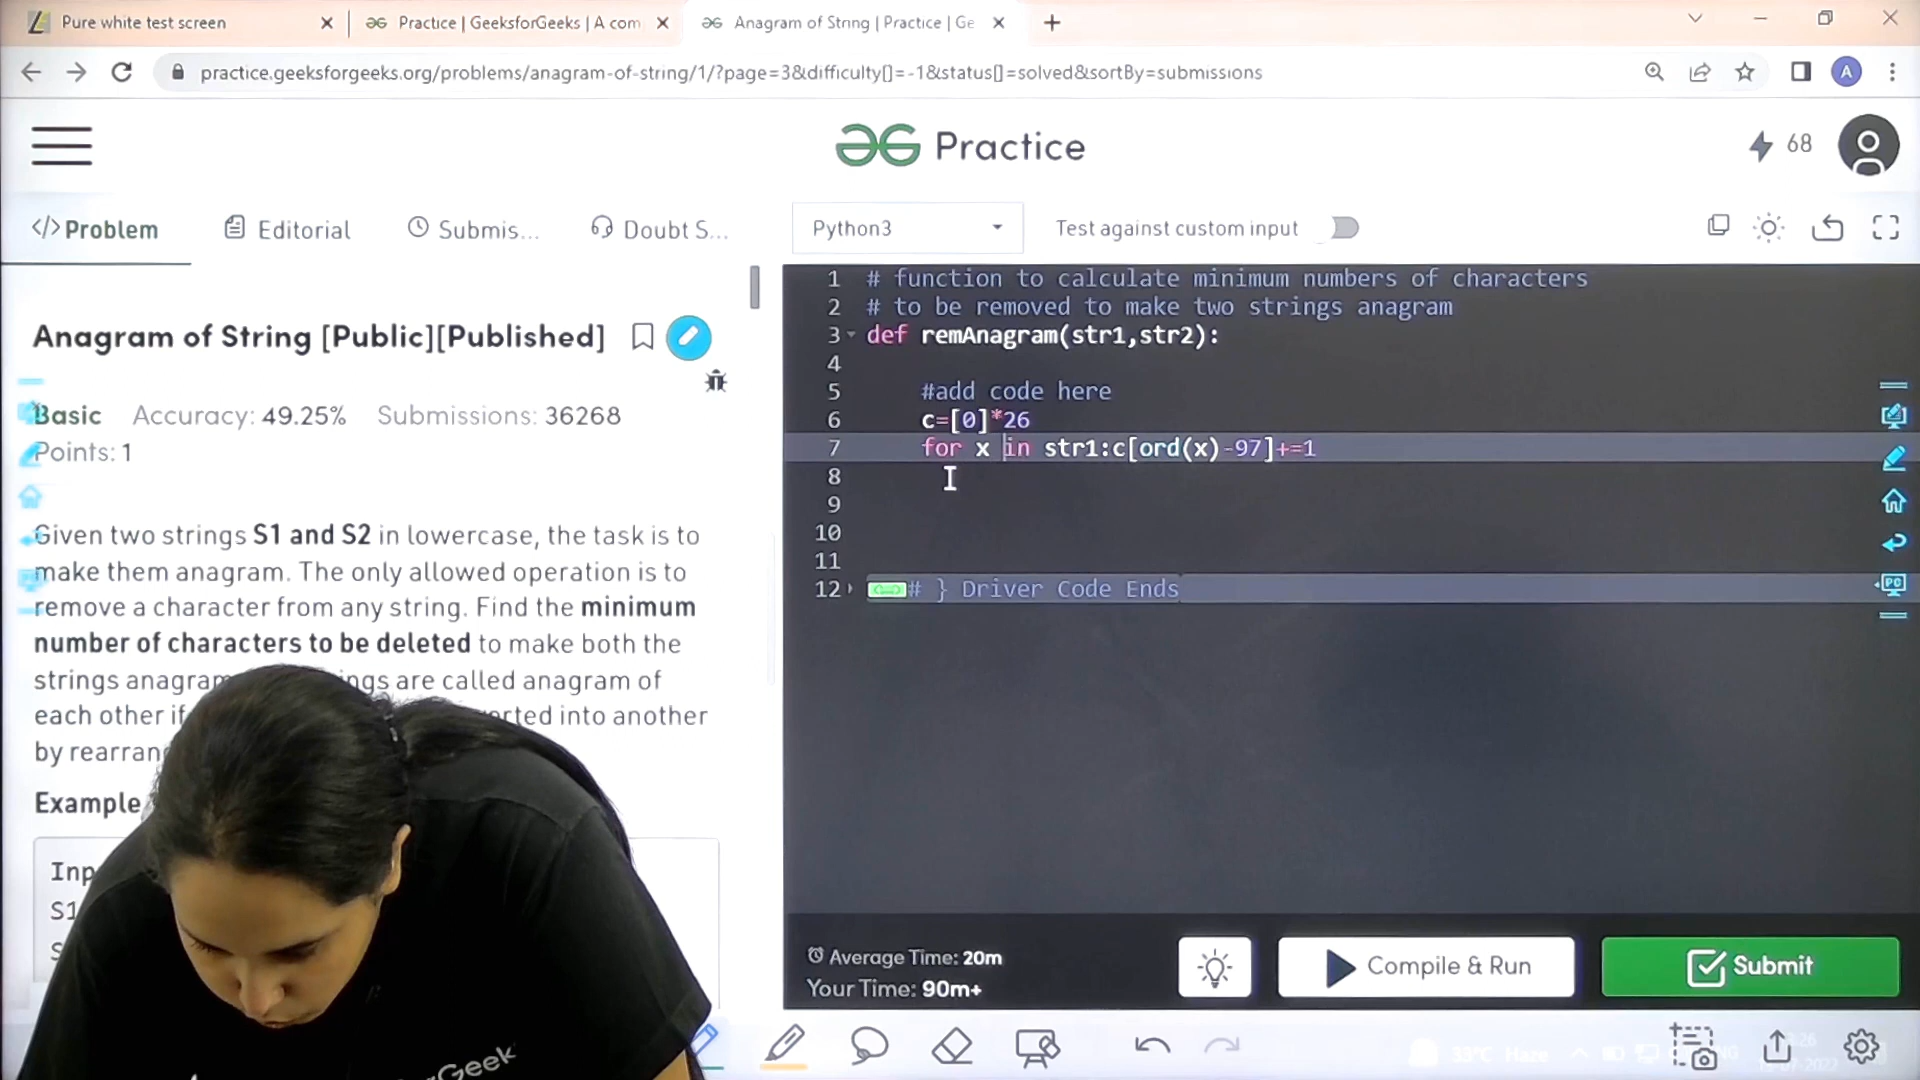 Pure white test screen
Practice | GeeksforGeeks | A com
Anagram of String | Practice | Ge
practice.geeksforgeeks.org/problems/anagram-of-string/1/?page=3&difficulty[]=-1&status[]=solved&sortBy=submissions
A
Practice
68
</> Problem
Editorial
Submis...
Doubt S...
Python3
Test against custom input
Anagram of String [Public][Published]
Basic Accuracy: 49.25% Submissions: 36268
Points: 1
Given two strings S1 and S2 in lowercase, the task is to
make them anagram. The only allowed operation is to
remove a character from any string. Find the minimum
number of characters to be deleted to make both the
strings anagram are called anagram of
each other if into another
by
Example
S1
1 # function to calculate minimum numbers of characters
2 # to be removed to make two strings anagram
3 def remAnagram(str1,str2):
4
5 #add code here
6 c=[0]*26
7 for x in str1:c[ord(x)-97]+=1
8
9
10
11
12 # } Driver Code Ends
Average Time: 20m
Your Time: 90m+
Compile & Run
Submit
33°C Haze